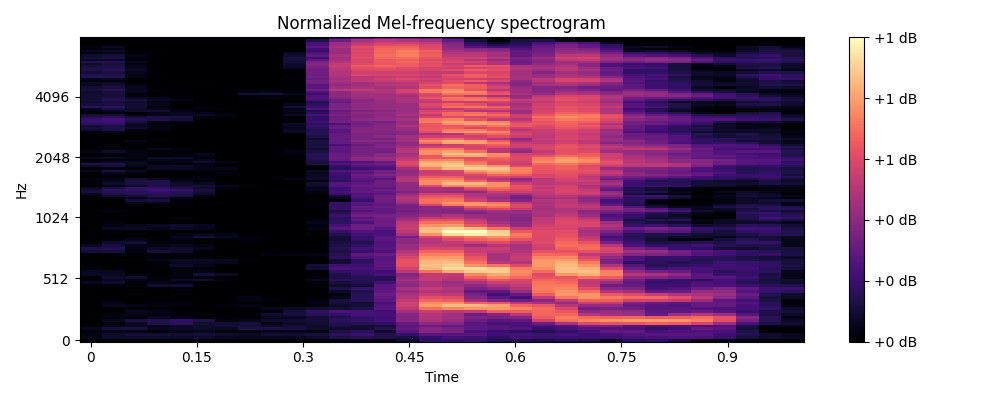 Normalized Mel-frequency spectrogram
Hz
4096
2048
1024
512
0
0 0.15 0.3 0.45 0.6 0.75 0.9
Time
+1 dB
+1 dB
+1 dB
+0 dB
+0 dB
+0 dB